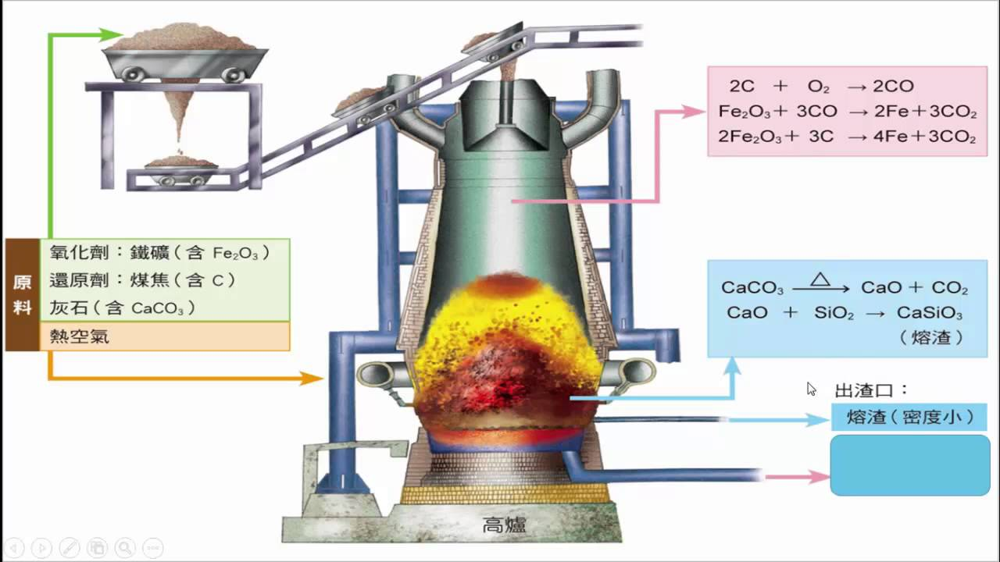 原料
氧化劑：鐵礦（含 Fe₂O₃）
還原劑：煤焦（含 C）
灰石（含 CaCO₃）
熱空氣
2C + O₂ → 2CO
Fe₂O₃ + 3CO → 2Fe + 3CO₂
2Fe₂O₃ + 3C → 4Fe + 3CO₂
CaCO₃ △→ CaO + CO₂
CaO + SiO₂ → CaSiO₃
（熔渣）
出渣口：
熔渣（密度小）
高爐